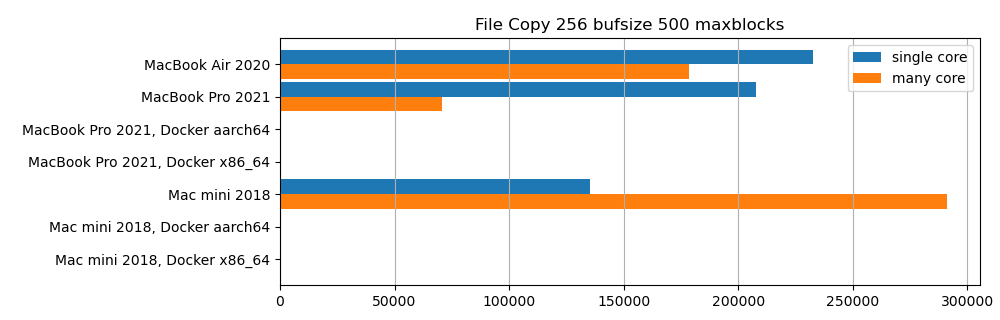 File Copy 256 bufsize 500 maxblocks
single core
many core
MacBook Air 2020
MacBook Pro 2021
MacBook Pro 2021, Docker aarch64
MacBook Pro 2021, Docker x86_64
Mac mini 2018
Mac mini 2018, Docker aarch64
Mac mini 2018, Docker x86_64
0 50000 100000 150000 200000 250000 300000